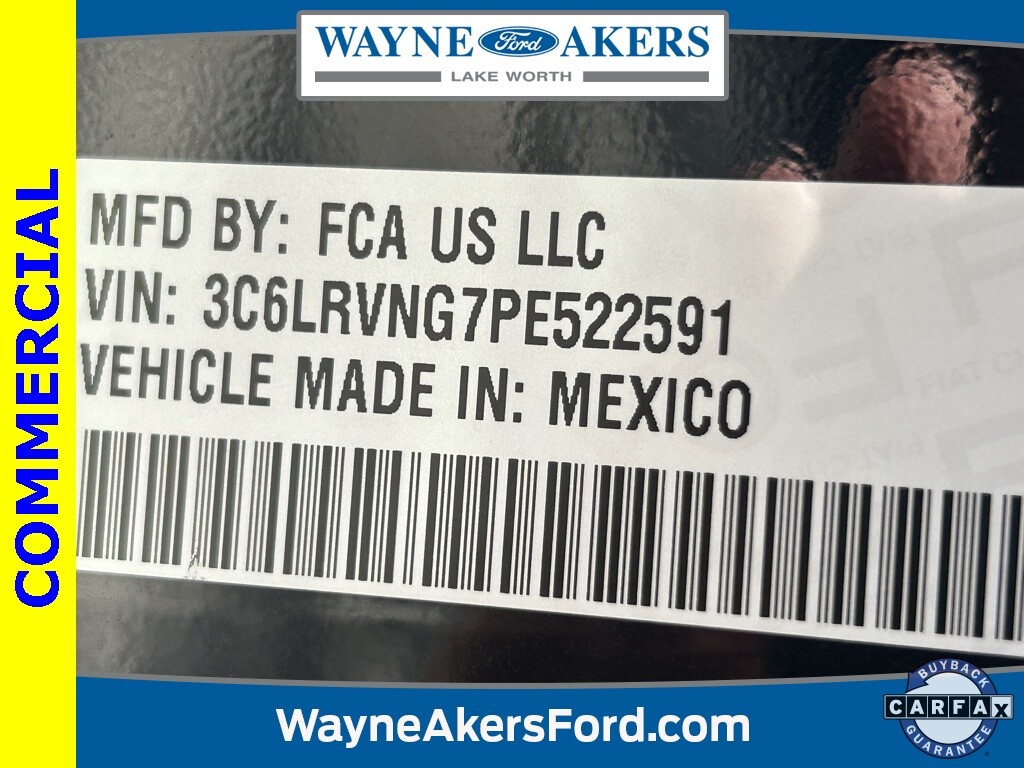 WAYNE Ford AKERS
LAKE WORTH
COMMERCIAL
MFD BY: FCA US LLC
VIN: 3C6LRVNG7PE522591
VEHICLE MADE IN: MEXICO
FIAT
WayneAkersFord.com
BUYBACK
CARFAX
GUARANTEE